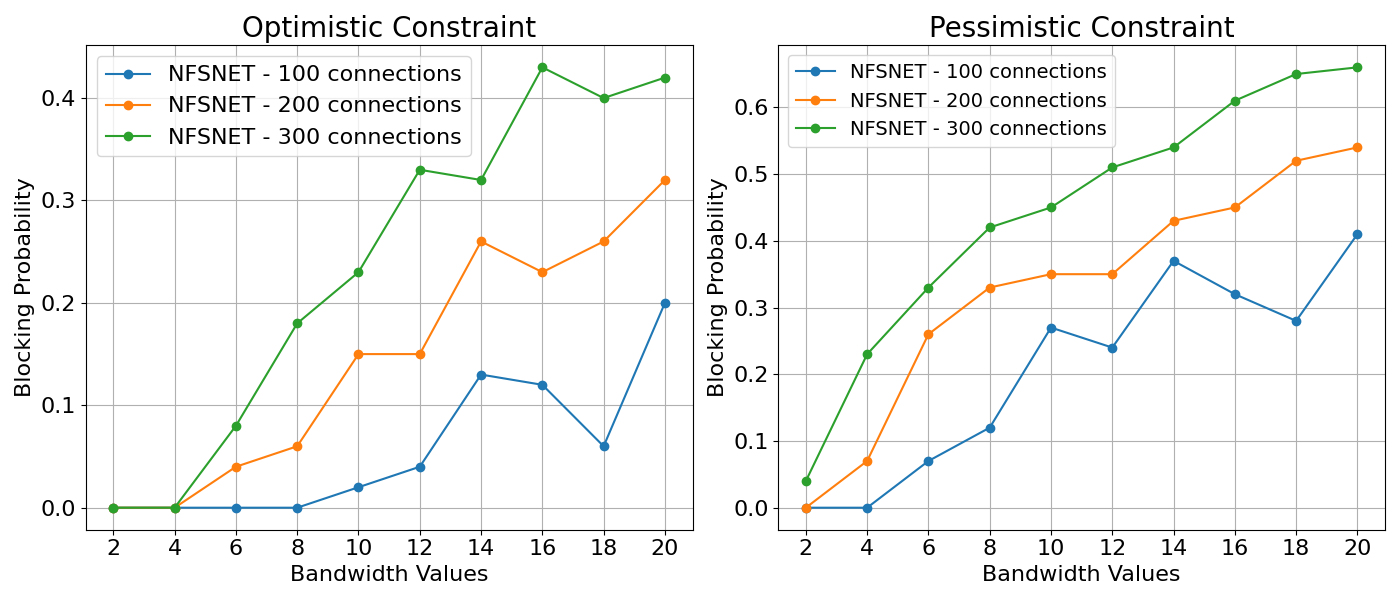 Optimistic Constraint
NFSNET - 100 connections
NFSNET - 200 connections
NFSNET - 300 connections
Blocking Probability
0.4
0.3
0.2
0.1
0.0
2 4 6 8 10 12 14 16 18 20
Bandwidth Values
Pessimistic Constraint
NFSNET - 100 connections
NFSNET - 200 connections
NFSNET - 300 connections
Blocking Probability
0.6
0.5
0.4
0.3
0.2
0.1
0.0
2 4 6 8 10 12 14 16 18 20
Bandwidth Values